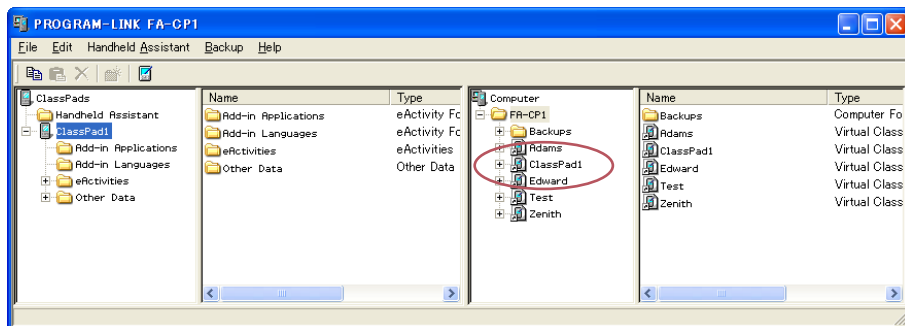 PROGRAM-LINK FA-CP1
File Edit Handheld Assistant Backup Help
ClassPads
Handheld Assistant
ClassPad1
Add-in Applications
Add-in Languages
eActivities
Other Data
Name Type
Add-in Applications eActivity Fo
Add-in Languages eActivity Fo
eActivities eActivities
Other Data Other Data
Computer
FA-CP1
Backups
Adams
ClassPad1
Edward
Test
Zenith
Name Type
Backups Computer Fo
Adams Virtual Class
ClassPad1 Virtual Class
Edward Virtual Class
Test Virtual Class
Zenith Virtual Class